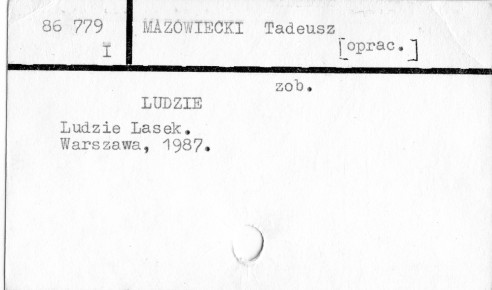 86 779
I
MAZOWIECKI Tadeusz
[oprac.]
zob.
LUDZIE
Ludzie Lasek.
Warszawa, 1987.